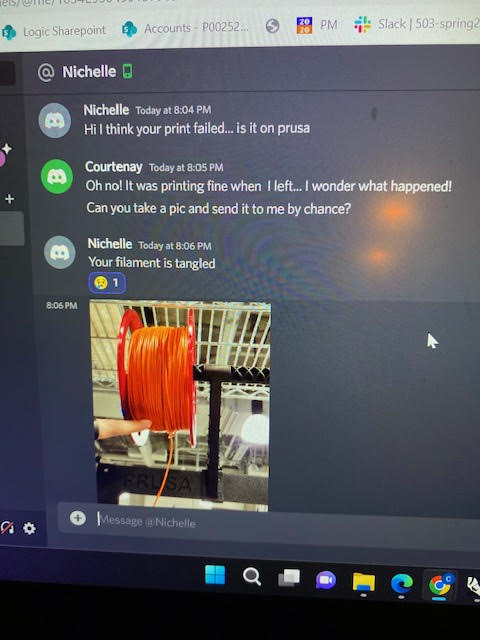 Logic Sharepoint
Accounts - P00252...
20
20
PM
Slack | 503-spring2
@ Nichelle
Nichelle Today at 8:04 PM
Hi I think your print failed... is it on prusa
Courtenay Today at 8:05 PM
Oh no! It was printing fine when I left... I wonder what happened!
Can you take a pic and send it to me by chance?
Nichelle Today at 8:06 PM
Your filament is tangled
1
8:06 PM
PRUSA
Message @Nichelle